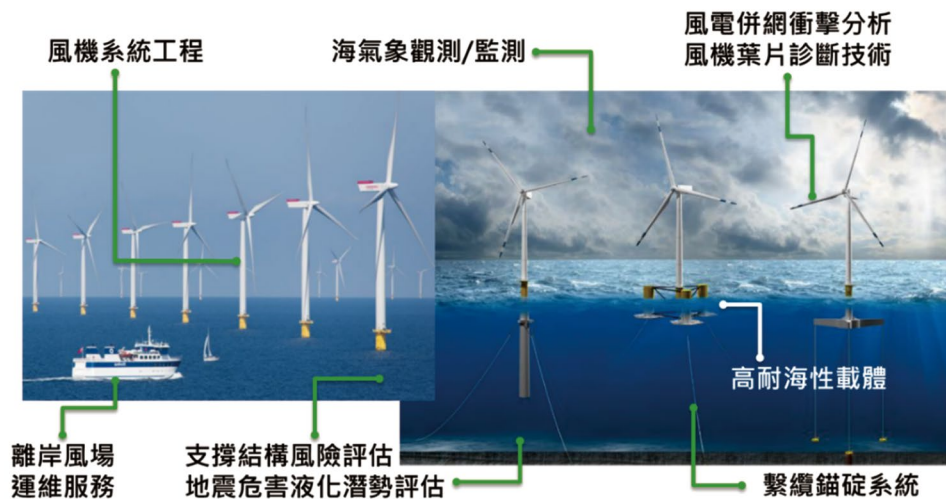 風機系統工程
海氣象觀測/監測
風電併網衝擊分析
風機葉片診斷技術
高耐海性載體
離岸風場
運維服務
支撐結構風險評估
地震危害液化潛勢評估
繫纜錨碇系統